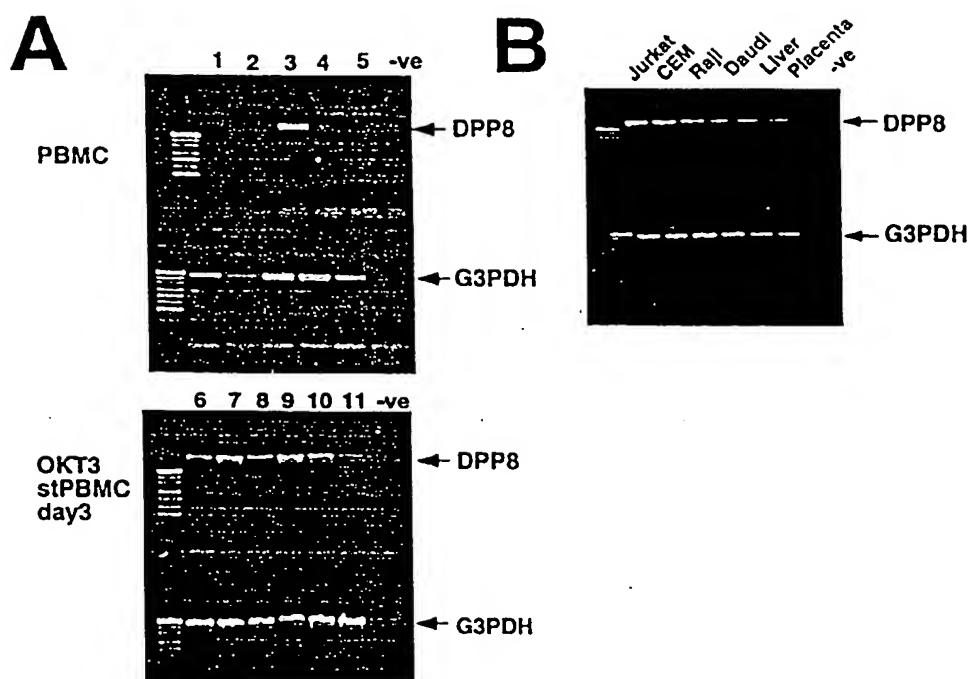 A
1 2 3 4 5 -ve
DPP8
PBMC
G3PDH
6 7 8 9 10 11 -ve
DPP8
OKT3
stPBMC
day3
G3PDH
B
Jurkat CEM Raji Daudi Liver Placenta -ve
DPP8
G3PDH